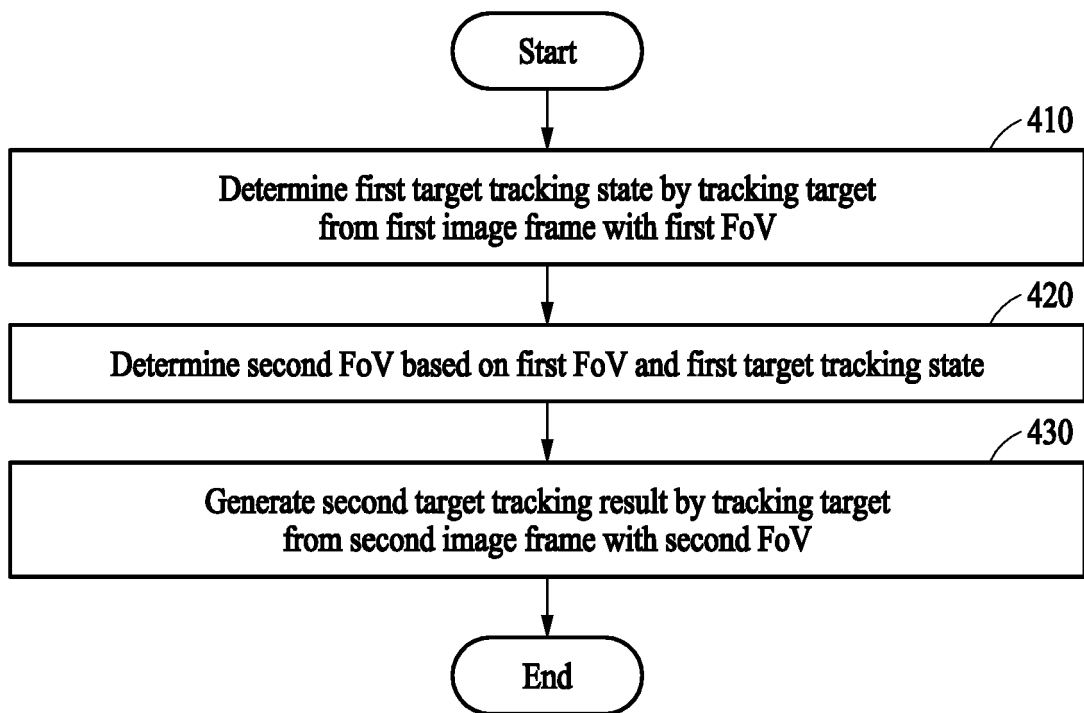 Start
410
Determine first target tracking state by tracking target
from first image frame with first FoV
420
Determine second FoV based on first FoV and first target tracking state
430
Generate second target tracking result by tracking target
from second image frame with second FoV
End